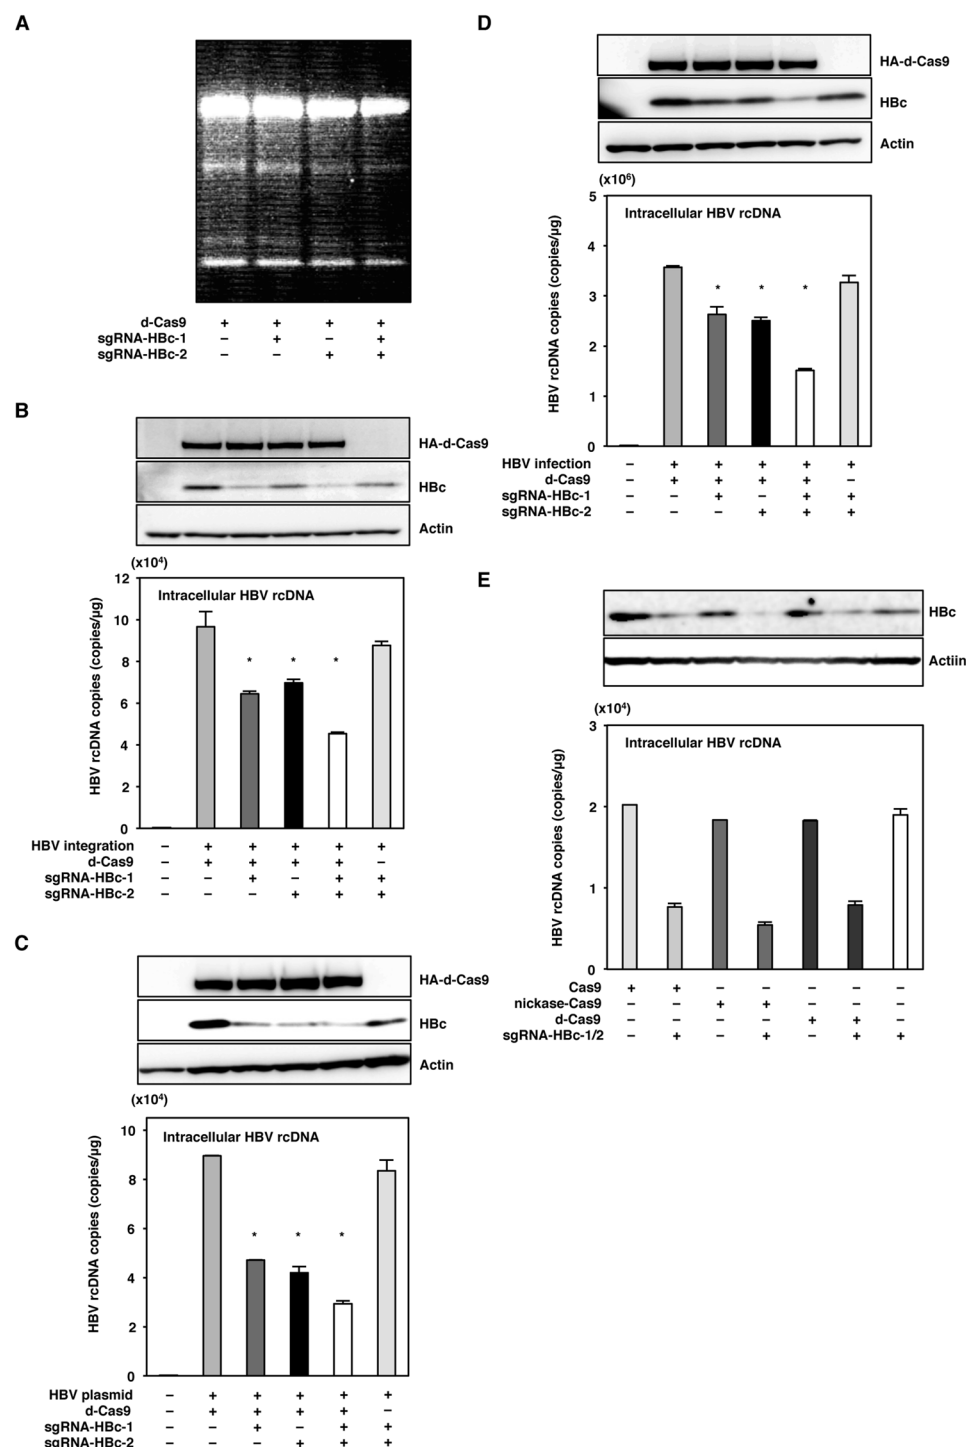 A
d-Cas9 + + + +
sgRNA-HBc-1 – + – +
sgRNA-HBc-2 – – + +
B
HA-d-Cas9
HBc
Actin
(x10⁴)
Intracellular HBV rcDNA
HBV rcDNA copies (copies/µg)
12
10
8
6
4
2
0
* * *
HBV integration – + + + + +
d-Cas9 – + + + + –
sgRNA-HBc-1 – – + – + +
sgRNA-HBc-2 – – – + + +
C
HA-d-Cas9
HBc
Actin
(x10⁴)
Intracellular HBV rcDNA
HBV rcDNA copies (copies/µg)
10
8
6
4
2
0
* * *
HBV plasmid – + + + + +
d-Cas9 – + + + + –
sgRNA-HBc-1 – – + – + +
sgRNA-HBc-2 – – – + + +
D
HA-d-Cas9
HBc
Actin
(x10⁶)
Intracellular HBV rcDNA
HBV rcDNA copies (copies/µg)
5
4
3
2
1
0
* * *
HBV infection – + + + + +
d-Cas9 – + + + + –
sgRNA-HBc-1 – – + – + +
sgRNA-HBc-2 – – – + + +
E
HBc
Actiin
(x10⁴)
Intracellular HBV rcDNA
HBV rcDNA copies (copies/µg)
3
2
1
0
Cas9 + + – – – – –
nickase-Cas9 – – + + – – –
d-Cas9 – – – – + + –
sgRNA-HBc-1/2 – + – + – + +